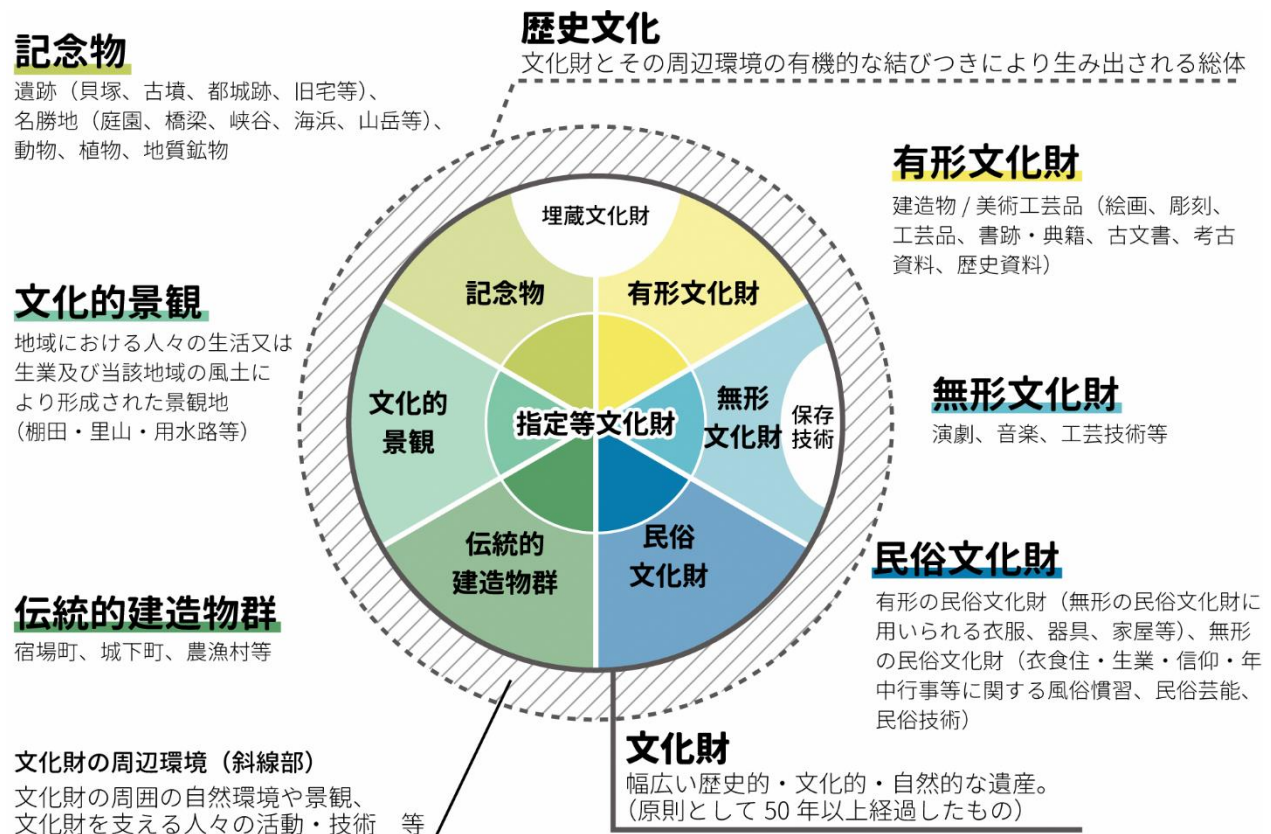 歴史文化
文化財とその周辺環境の有機的な結びつきにより生み出される総体
記念物
遺跡（貝塚、古墳、都城跡、旧宅等）、
名勝地（庭園、橋梁、峡谷、海浜、山岳等）、
動物、植物、地質鉱物
有形文化財
建造物 / 美術工芸品（絵画、彫刻、
工芸品、書跡・典籍、古文書、考古
資料、歴史資料）
文化的景観
地域における人々の生活又は
生業及び当該地域の風土に
より形成された景観地
（棚田・里山・用水路等）
無形文化財
演劇、音楽、工芸技術等
伝統的建造物群
宿場町、城下町、農漁村等
民俗文化財
有形の民俗文化財（無形の民俗文化財に
用いられる衣服、器具、家屋等）、無形
の民俗文化財（衣食住・生業・信仰・年
中行事等に関する風俗慣習、民俗芸能、
民俗技術）
埋蔵文化財
記念物
有形文化財
文化的
景観
指定等文化財
無形
文化財
保存
技術
伝統的
建造物群
民俗
文化財
文化財の周辺環境（斜線部）
文化財の周囲の自然環境や景観、
文化財を支える人々の活動・技術　等
文化財
幅広い歴史的・文化的・自然的な遺産。
（原則として 50 年以上経過したもの）